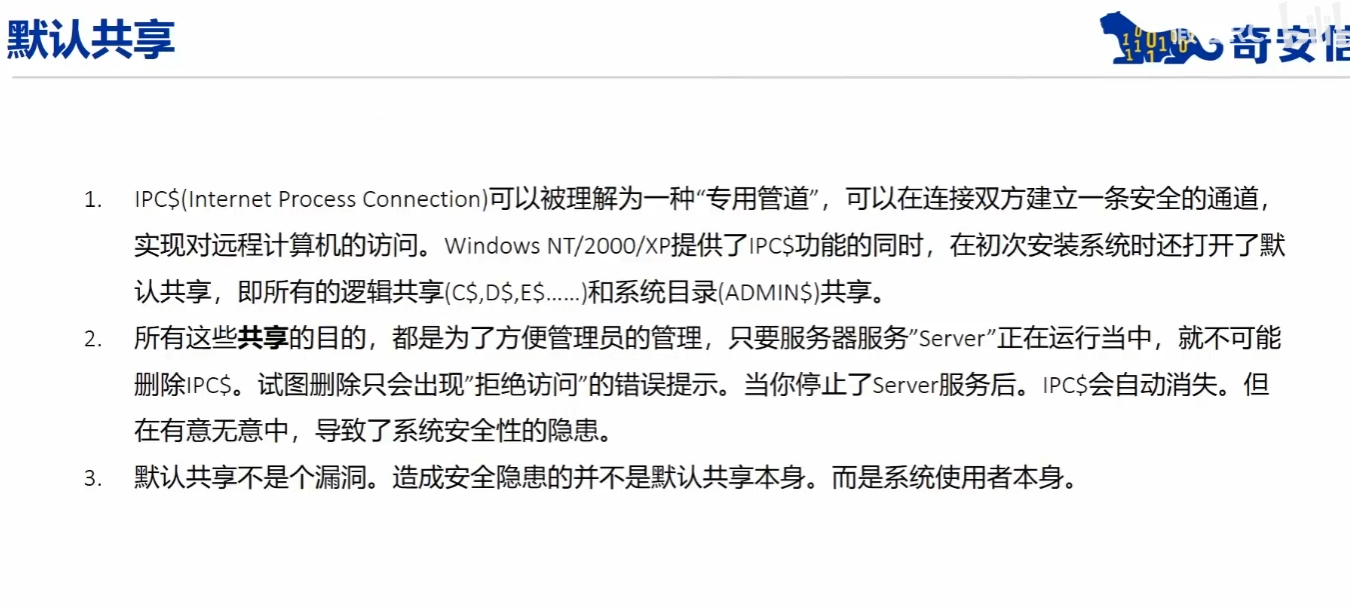 默认共享
奇安信
1. IPC$(Internet Process Connection)可以被理解为一种“专用管道”，可以在连接双方建立一条安全的通道，
实现对远程计算机的访问。Windows NT/2000/XP提供了IPC$功能的同时，在初次安装系统时还打开了默
认共享，即所有的逻辑共享(C$,D$,E$……)和系统目录(ADMIN$)共享。
2. 所有这些共享的目的，都是为了方便管理员的管理，只要服务器服务”Server”正在运行当中，就不可能
删除IPC$。试图删除只会出现”拒绝访问”的错误提示。当你停止了Server服务后。IPC$会自动消失。但
在有意无意中，导致了系统安全性的隐患。
3. 默认共享不是个漏洞。造成安全隐患的并不是默认共享本身。而是系统使用者本身。